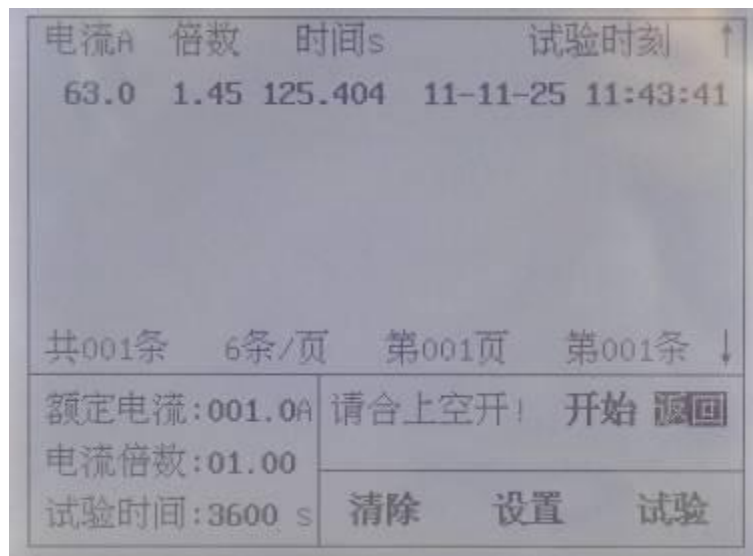 电流A 倍数 时间s 试验时刻 ↑
63.0 1.45 125.404 11-11-25 11:43:41
共001条 6条/页 第001页 第001条 ↓
额定电流:001.0A 请合上空开! 开始 返回
电流倍数:01.00
试验时间:3600 s 清除 设置 试验